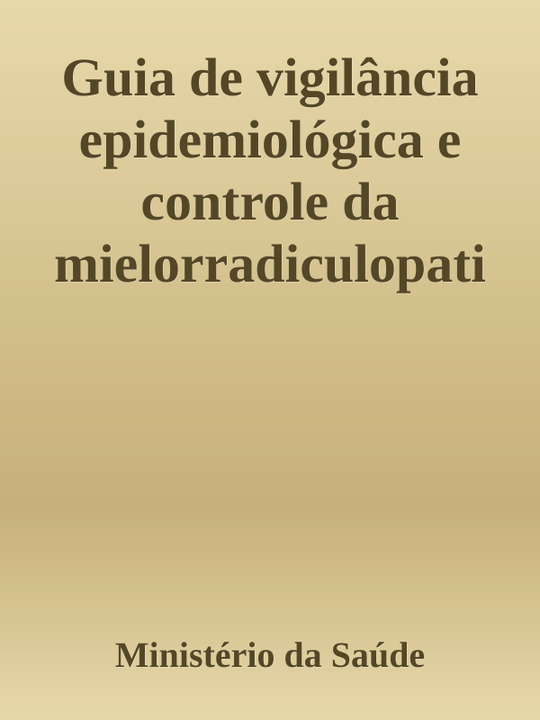 Guia de vigilância
epidemiológica e
controle da
mielorradiculopati
Ministério da Saúde